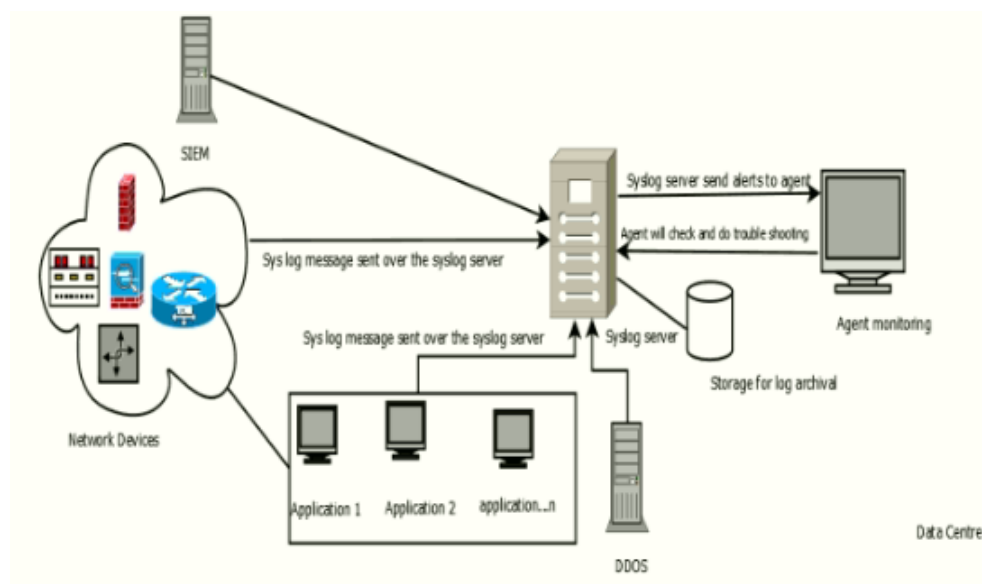 SIEM
Syslog server send alerts to agent
Agent will check and do trouble shooting
Sys log message sent over the syslog server
Agent monitoring
Sys log message sent over the syslog server
Syslog server
Storage for log archival
Network Devices
Application 1
Application 2
application...n
Data Centre
DDOS